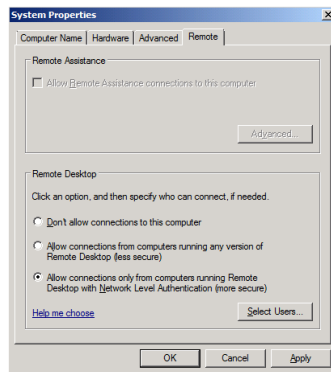 System Properties
Computer Name Hardware Advanced Remote
Remote Assistance
Allow Remote Assistance connections to this computer
Advanced...
Remote Desktop
Click an option, and then specify who can connect, if needed.
Don't allow connections to this computer
Allow connections from computers running any version of
Remote Desktop (less secure)
Allow connections only from computers running Remote
Desktop with Network Level Authentication (more secure)
Help me choose Select Users...
OK Cancel Apply